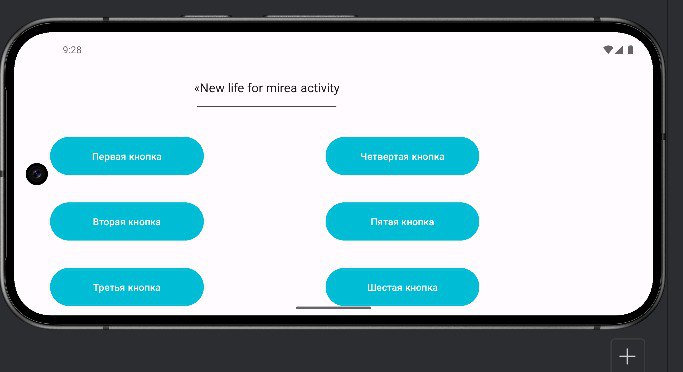 9:28
«New life for mirea activity
Первая кнопка
Четвертая кнопка
Вторая кнопка
Пятая кнопка
Третья кнопка
Шестая кнопка